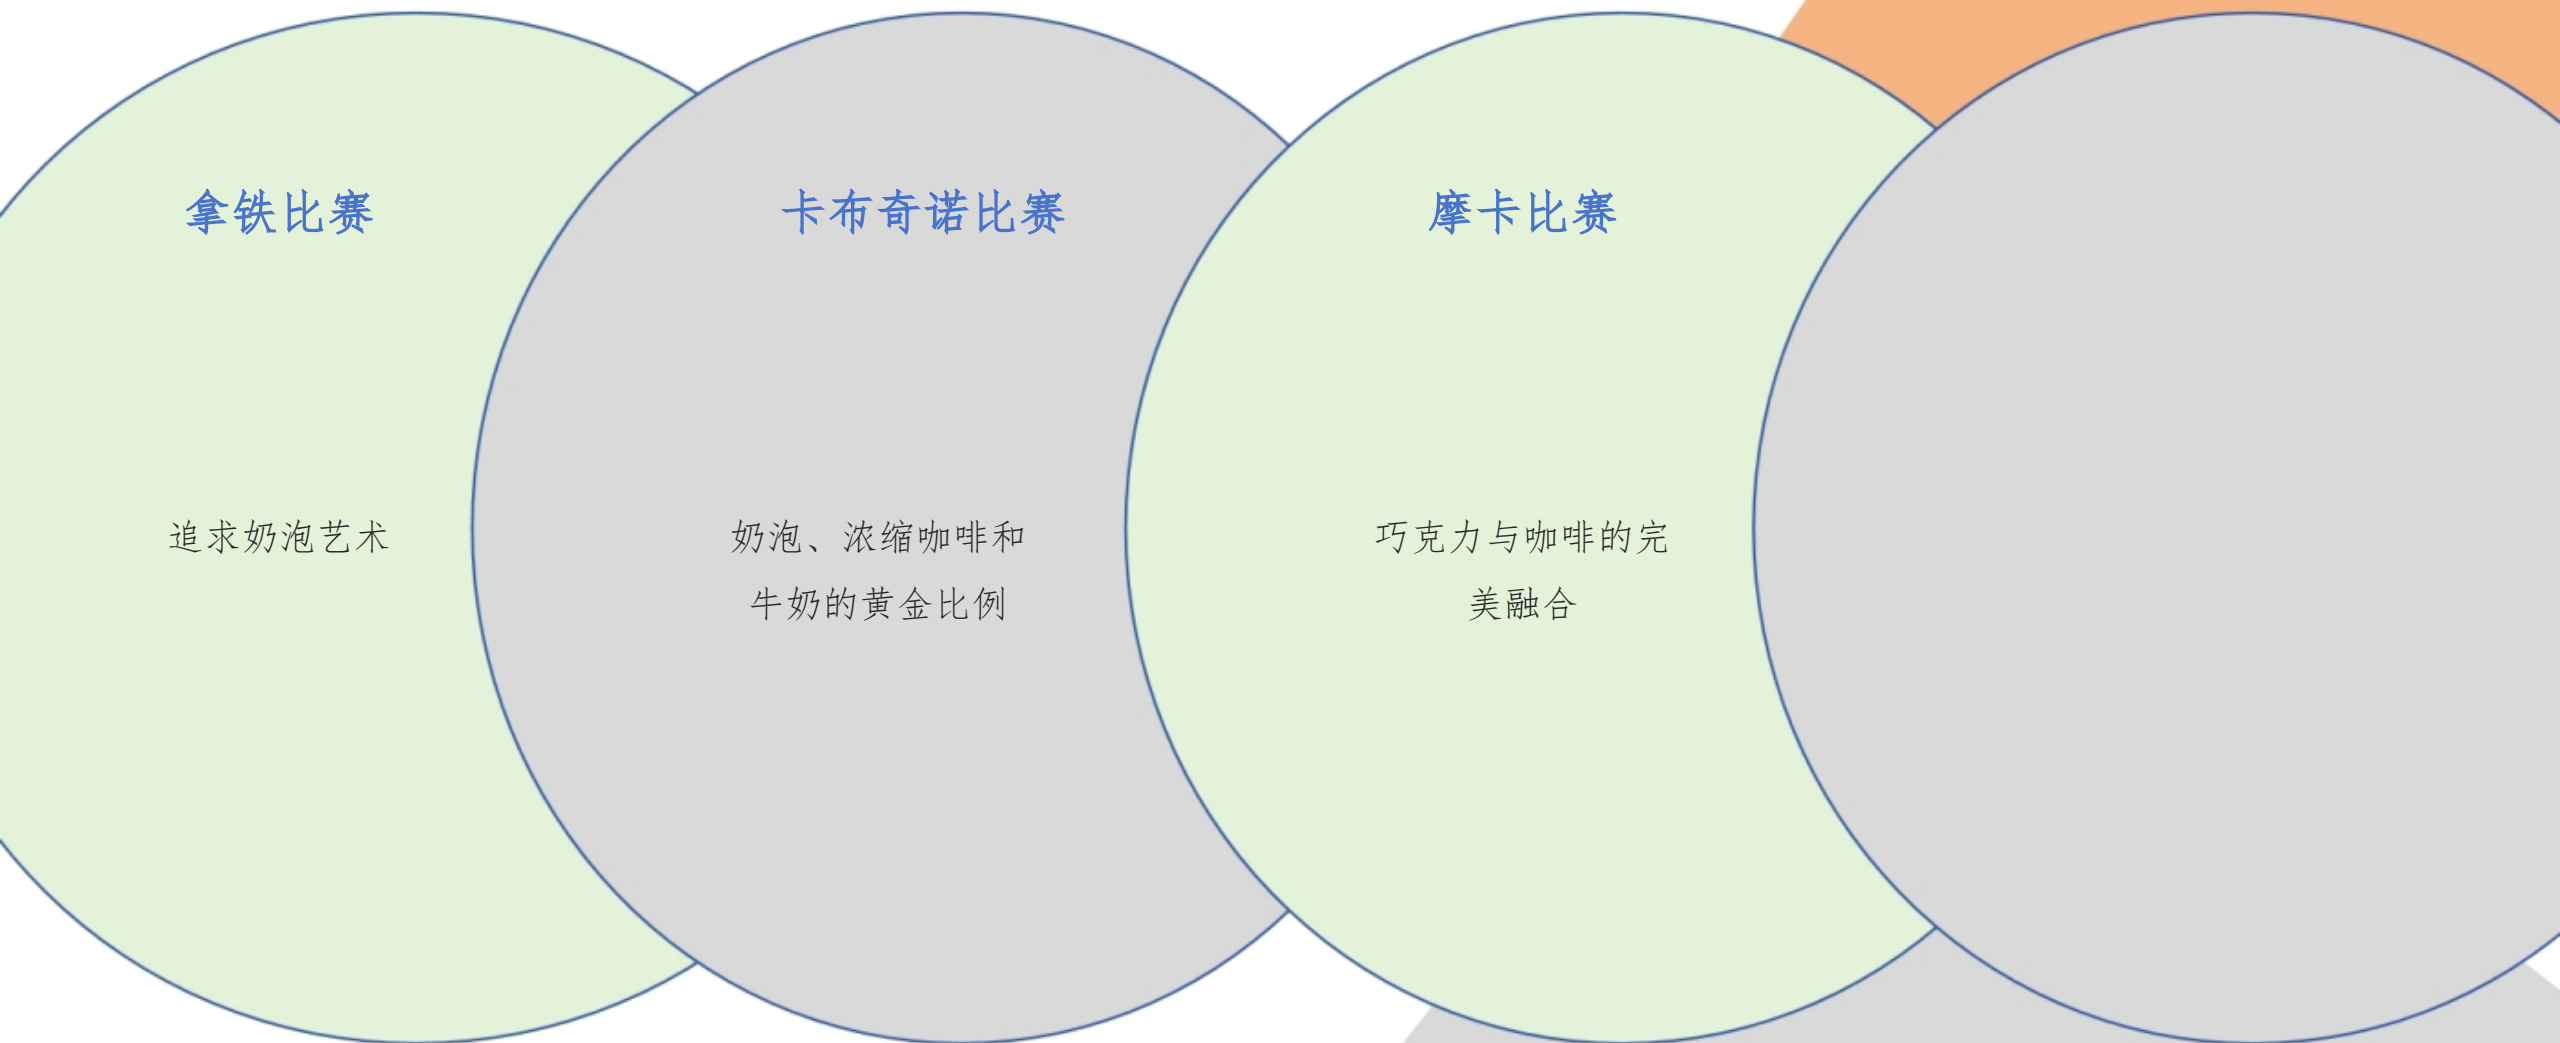 拿铁比赛
追求奶泡艺术
卡布奇诺比赛
奶泡、浓缩咖啡和
牛奶的黄金比例
摩卡比赛
巧克力与咖啡的完
美融合